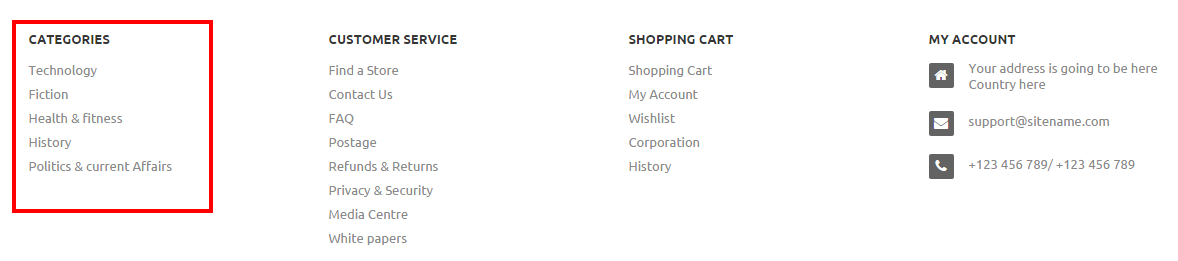 CATEGORIES
Technology
Fiction
Health & fitness
History
Politics & current Affairs
CUSTOMER SERVICE
Find a Store
Contact Us
FAQ
Postage
Refunds & Returns
Privacy & Security
Media Centre
White papers
SHOPPING CART
Shopping Cart
My Account
Wishlist
Corporation
History
MY ACCOUNT
Your address is going to be here
Country here
support@sitename.com
+123 456 789/ +123 456 789